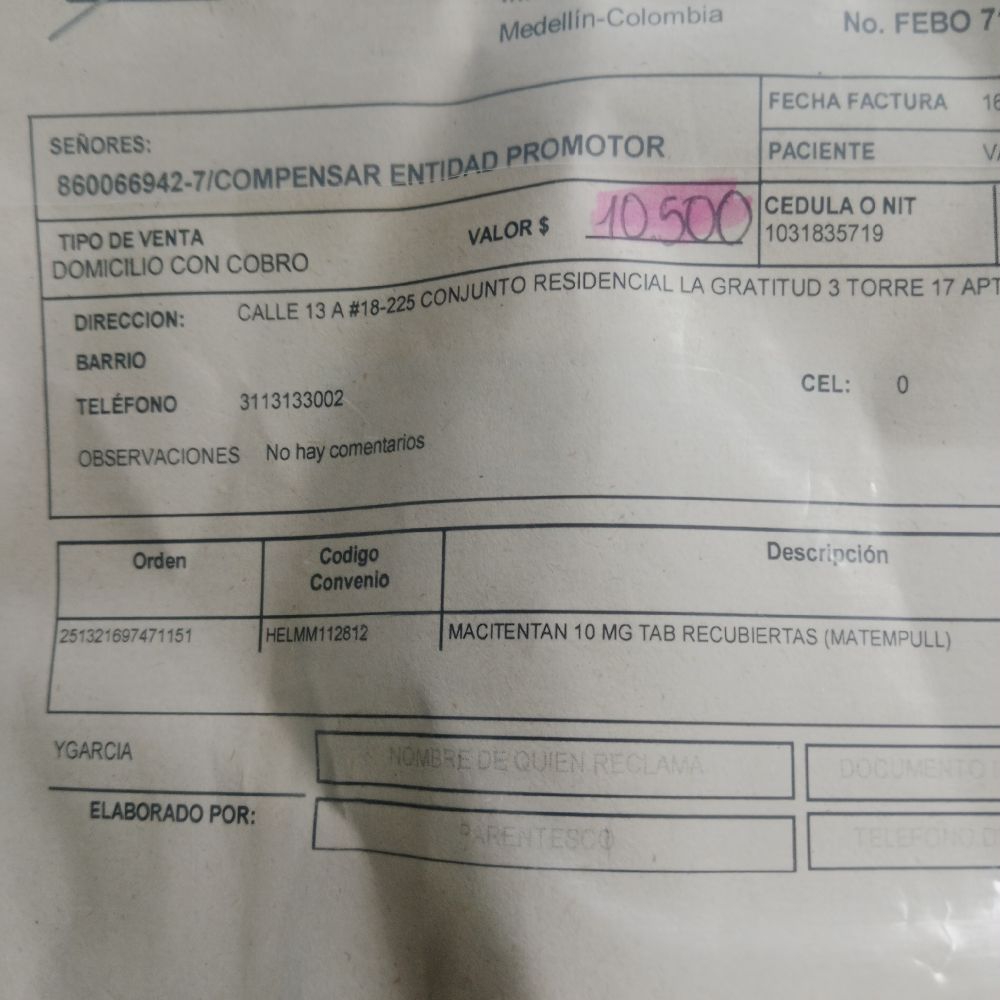 Medellín-Colombia
No. FEBO
FECHA FACTURA
SEÑORES:
860066942-7/COMPENSAR ENTIDAD PROMOTOR
PACIENTE
TIPO DE VENTA
DOMICILIO CON COBRO
VALOR $ 10.500
CEDULA O NIT
1031835719
DIRECCION: CALLE 13 A #18-225 CONJUNTO RESIDENCIAL LA GRATITUD 3 TORRE 17
BARRIO
TELÉFONO 3113133002 CEL: 0
OBSERVACIONES No hay comentarios
Orden Codigo Convenio Descripción
251321697471151 HELMM112812 MACITENTAN 10 MG TAB RECUBIERTAS (MATEMPULL)
YGARCIA
NOMBRE DE QUIEN RECLAMA DOCUMENTO
ELABORADO POR:
PARENTESCO TELEFONO